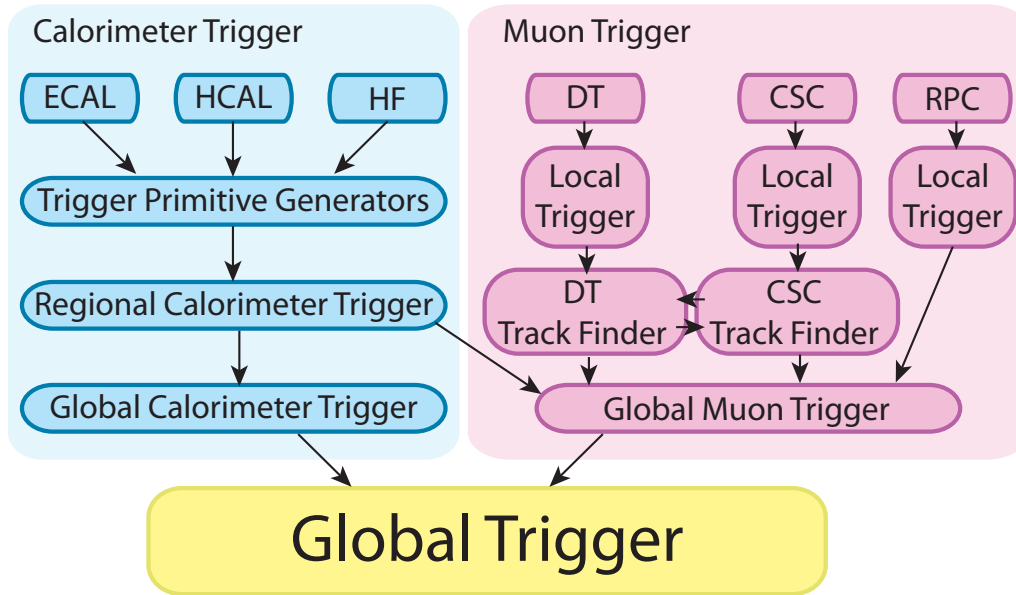 Calorimeter Trigger
Muon Trigger
ECAL
HCAL
HF
DT
CSC
RPC
Trigger Primitive Generators
Local
Trigger
Local
Trigger
Local
Trigger
Regional Calorimeter Trigger
DT
Track Finder
CSC
Track Finder
Global Calorimeter Trigger
Global Muon Trigger
Global Trigger